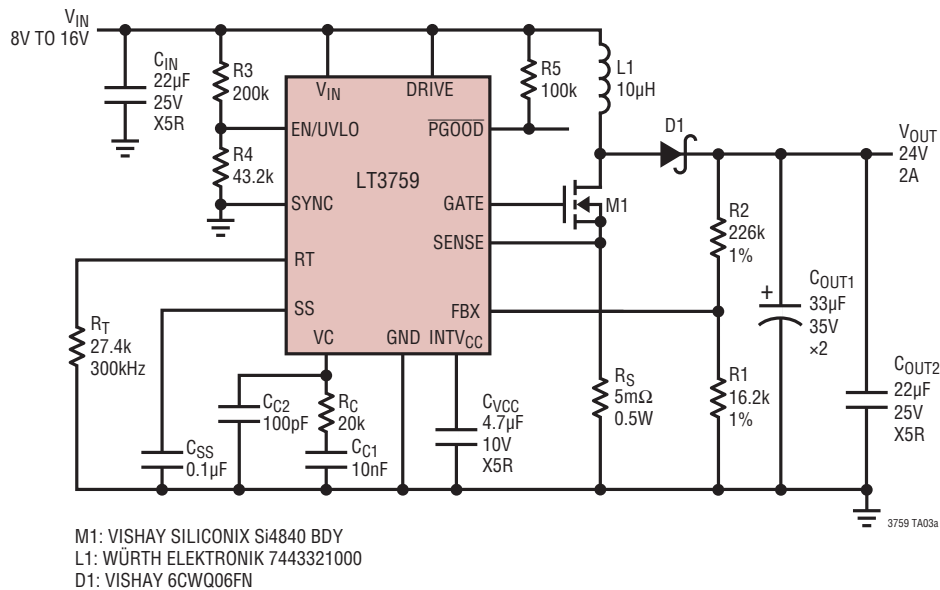 VIN
8V TO 16V
CIN
22µF
25V
X5R
R3
200k
R4
43.2k
VIN
DRIVE
EN/UVLO
PGOOD
LT3759
SYNC
GATE
SENSE
RT
SS
FBX
VC
GND
INTVCC
R5
100k
L1
10µH
D1
VOUT
24V
2A
M1
R2
226k
1%
COUT1
+
33µF
35V
×2
RT
27.4k
300kHz
CSS
0.1µF
CC2
100pF
RC
20k
CC1
10nF
CVCC
4.7µF
10V
X5R
RS
5mΩ
0.5W
R1
16.2k
1%
COUT2
22µF
25V
X5R
3759 TA03a
M1: VISHAY SILICONIX Si4840 BDY
L1: WÜRTH ELEKTRONIK 7443321000
D1: VISHAY 6CWQ06FN